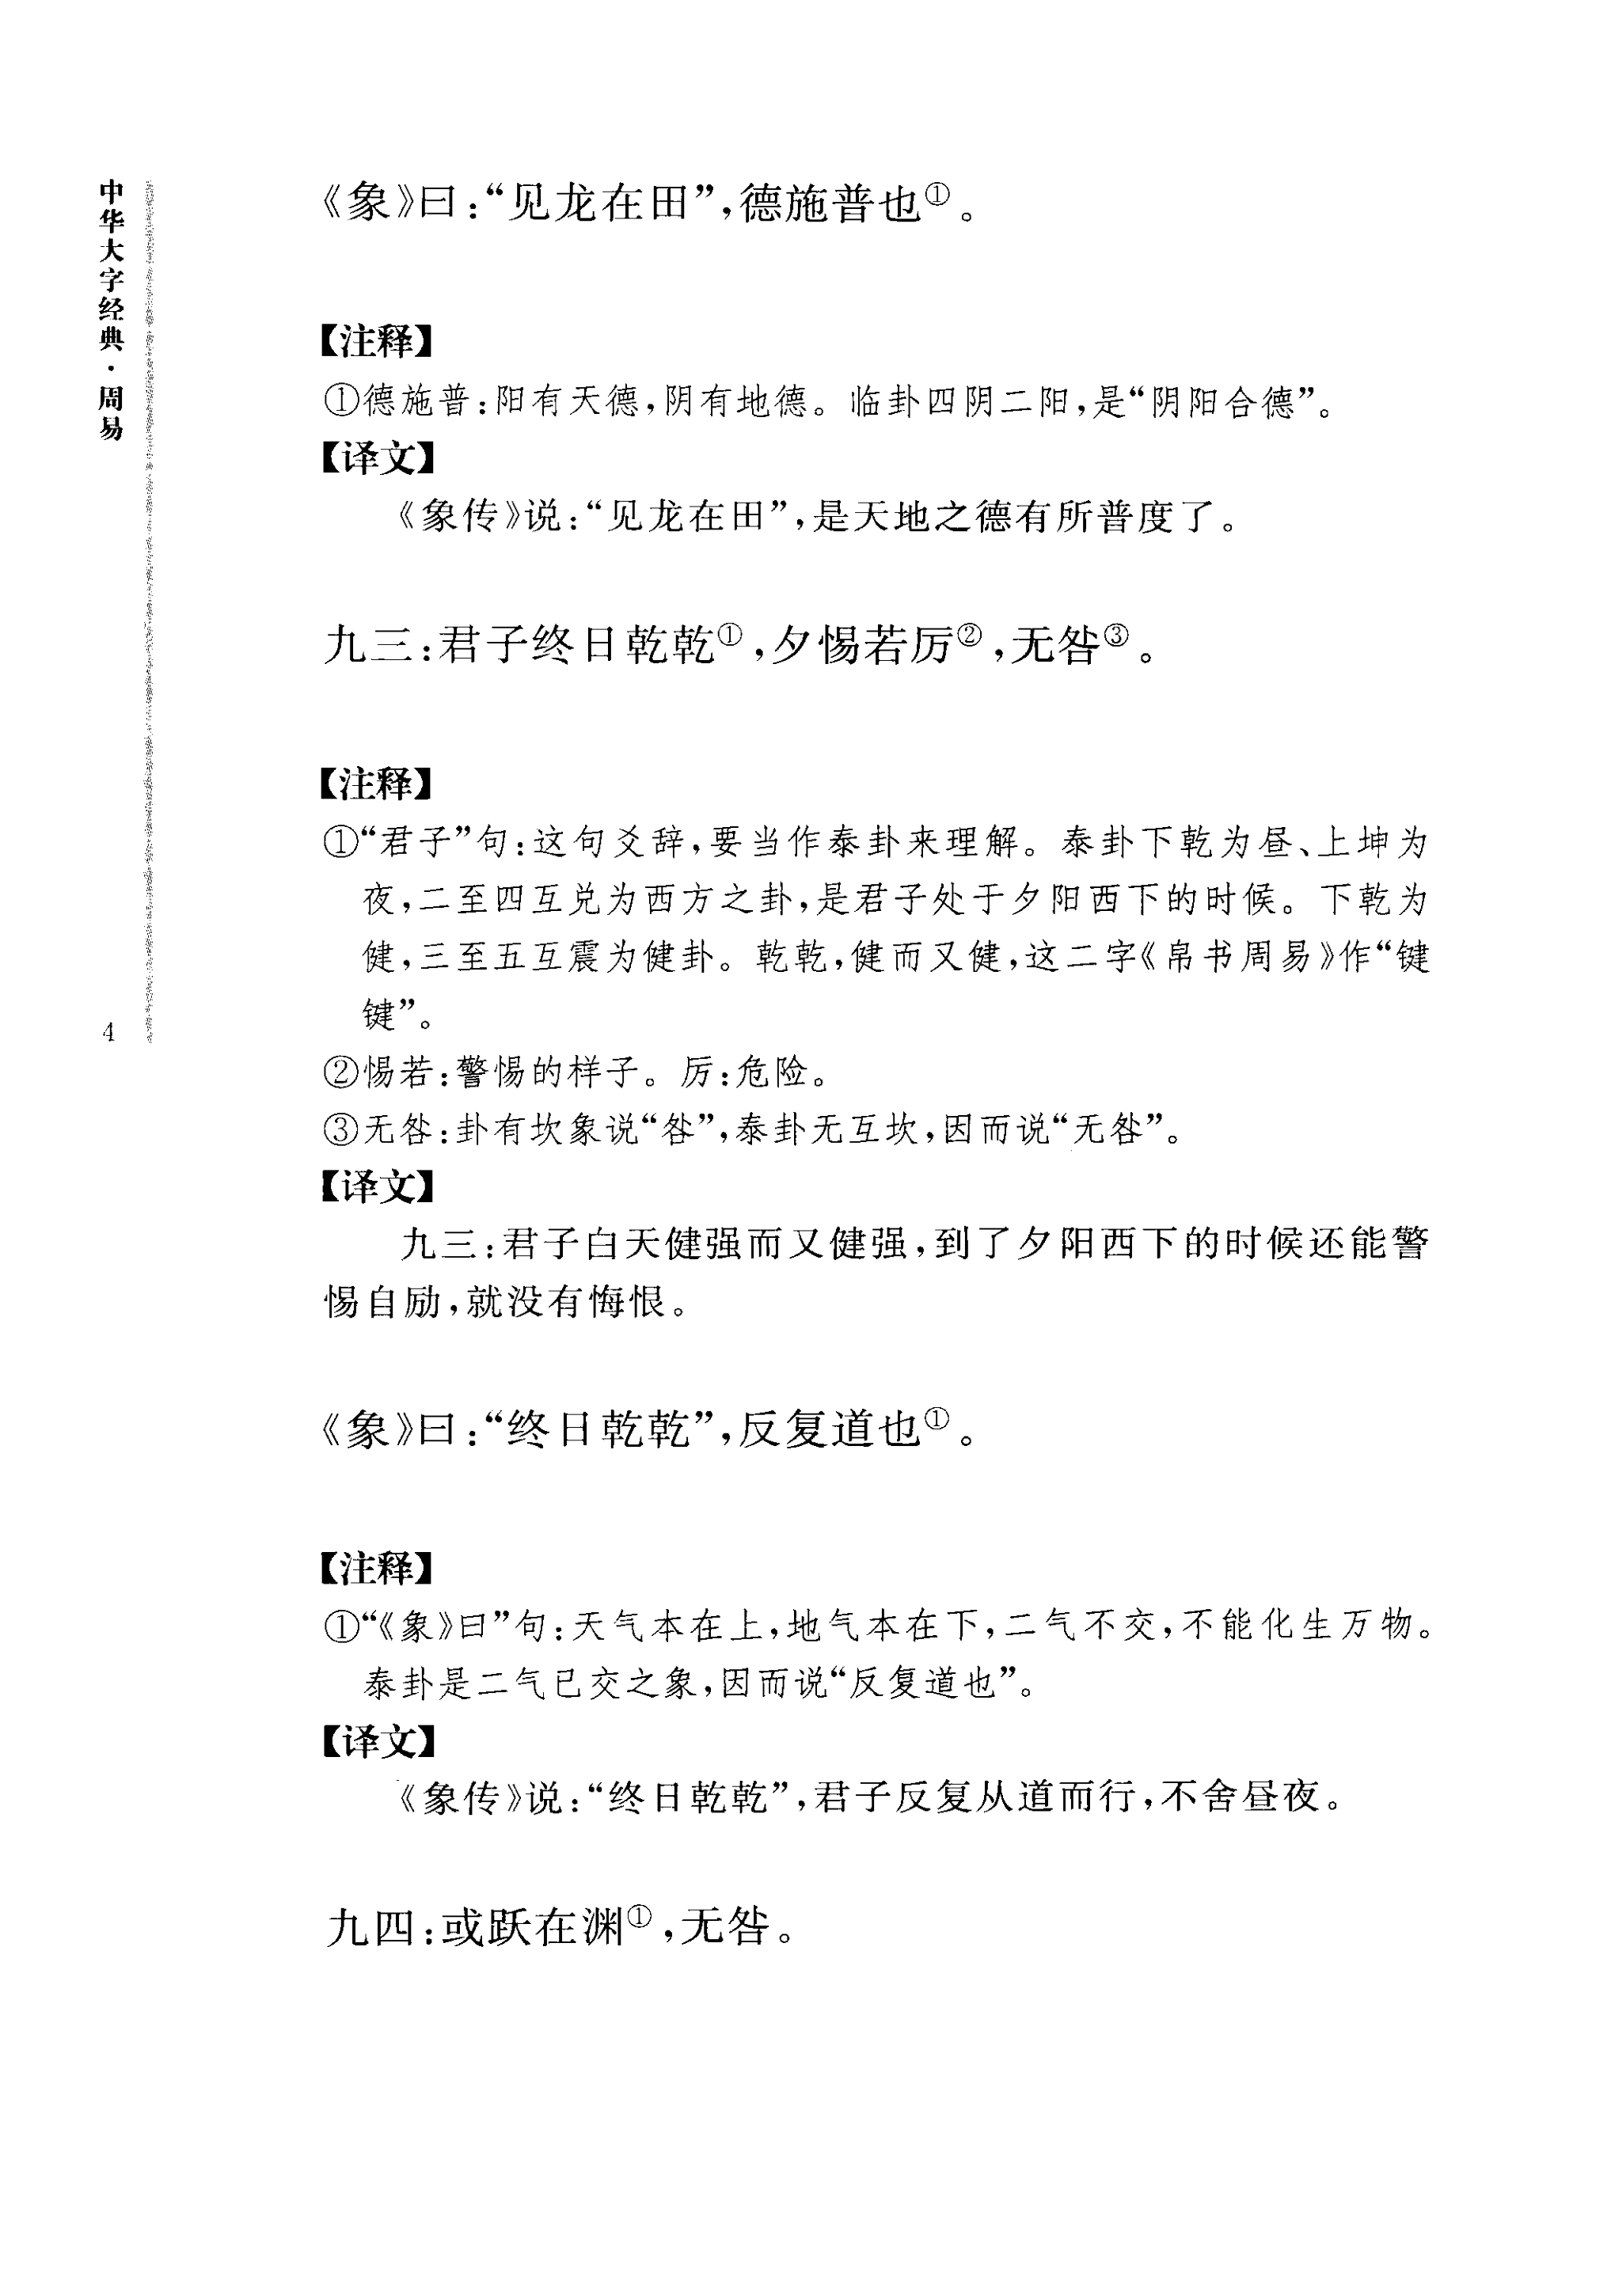 中华大字经典·周易
4
《象》曰：“见龙在田”，德施普也①。
【注释】
①德施普：阳有天德，阴有地德。临卦四阴二阳，是“阴阳合德”。
【译文】
《象传》说：“见龙在田”，是天地之德有所普度了。
九三：君子终日乾乾①，夕惕若厉②，无咎③。
【注释】
①“君子”句：这句爻辞，要当作泰卦来理解。泰卦下乾为昼、上坤为
夜，二至四互兑为西方之卦，是君子处于夕阳西下的时候。下乾为
健，三至五互震为健卦。乾乾，健而又健，这二字《帛书周易》作“键
键”。
②惕若：警惕的样子。厉：危险。
③无咎：卦有坎象说“咎”，泰卦无互坎，因而说“无咎”。
【译文】
九三：君子白天健强而又健强，到了夕阳西下的时候还能警
惕自励，就没有悔恨。
《象》曰：“终日乾乾”，反复道也①。
【注释】
①“《象》曰”句：天气本在上，地气本在下，二气不交，不能化生万物。
泰卦是二气已交之象，因而说“反复道也”。
【译文】
《象传》说：“终日乾乾”，君子反复从道而行，不舍昼夜。
九四：或跃在渊①，无咎。